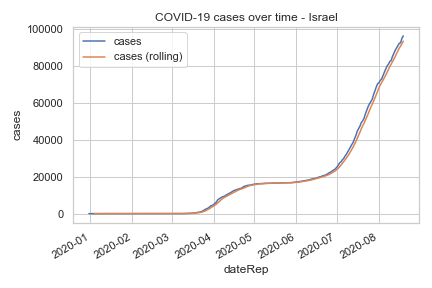 COVID-19 cases over time - Israel
cases
cases (rolling)
100000
80000
60000
40000
20000
0
cases
2020-01
2020-02
2020-03
2020-04
2020-05
2020-06
2020-07
2020-08
dateRep